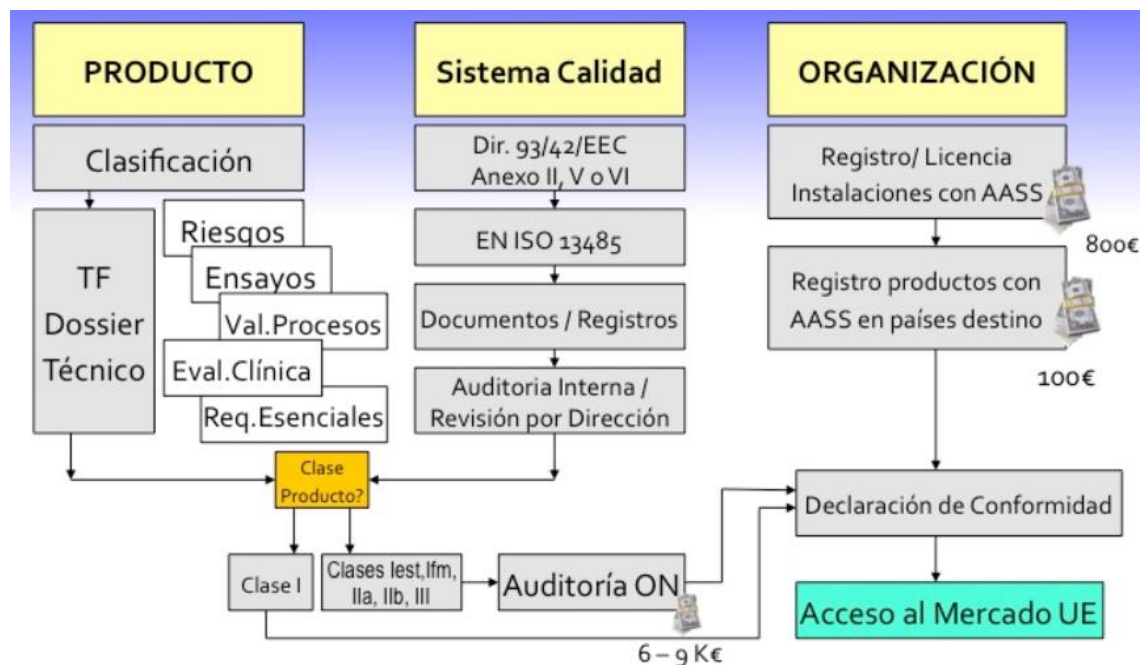 PRODUCTO
Clasificación
TF
Dossier
Técnico
Riesgos
Ensayos
Val.Procesos
Eval.Clínica
Req.Esenciales
Sistema Calidad
Dir. 93/42/EEC
Anexo II, V o VI
EN ISO 13485
Documentos / Registros
Auditoria Interna /
Revisión por Dirección
ORGANIZACIÓN
Registro/ Licencia
Instalaciones con AASS
800€
Registro productos con
AASS en países destino
100€
Clase
Producto?
Clase I
Clases Iest,Ifm,
IIa, IIb, III
Auditoría ON
6 – 9 K€
Declaración de Conformidad
Acceso al Mercado UE